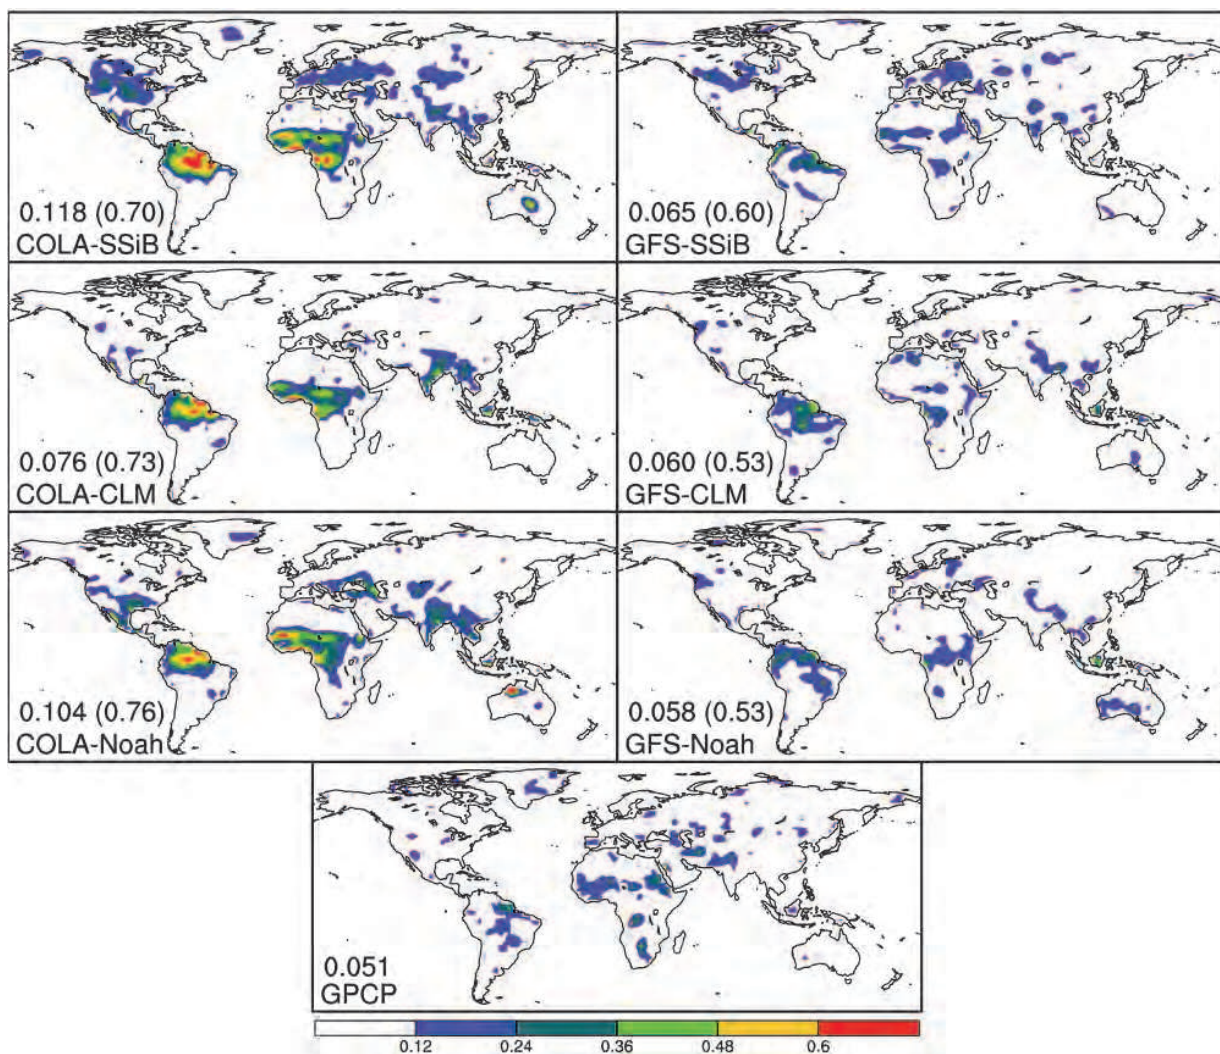 0.118 (0.70)
COLA-SSiB
0.065 (0.60)
GFS-SSiB
0.076 (0.73)
COLA-CLM
0.060 (0.53)
GFS-CLM
0.104 (0.76)
COLA-Noah
0.058 (0.53)
GFS-Noah
0.051
GPCP
0.12 0.24 0.36 0.48 0.6